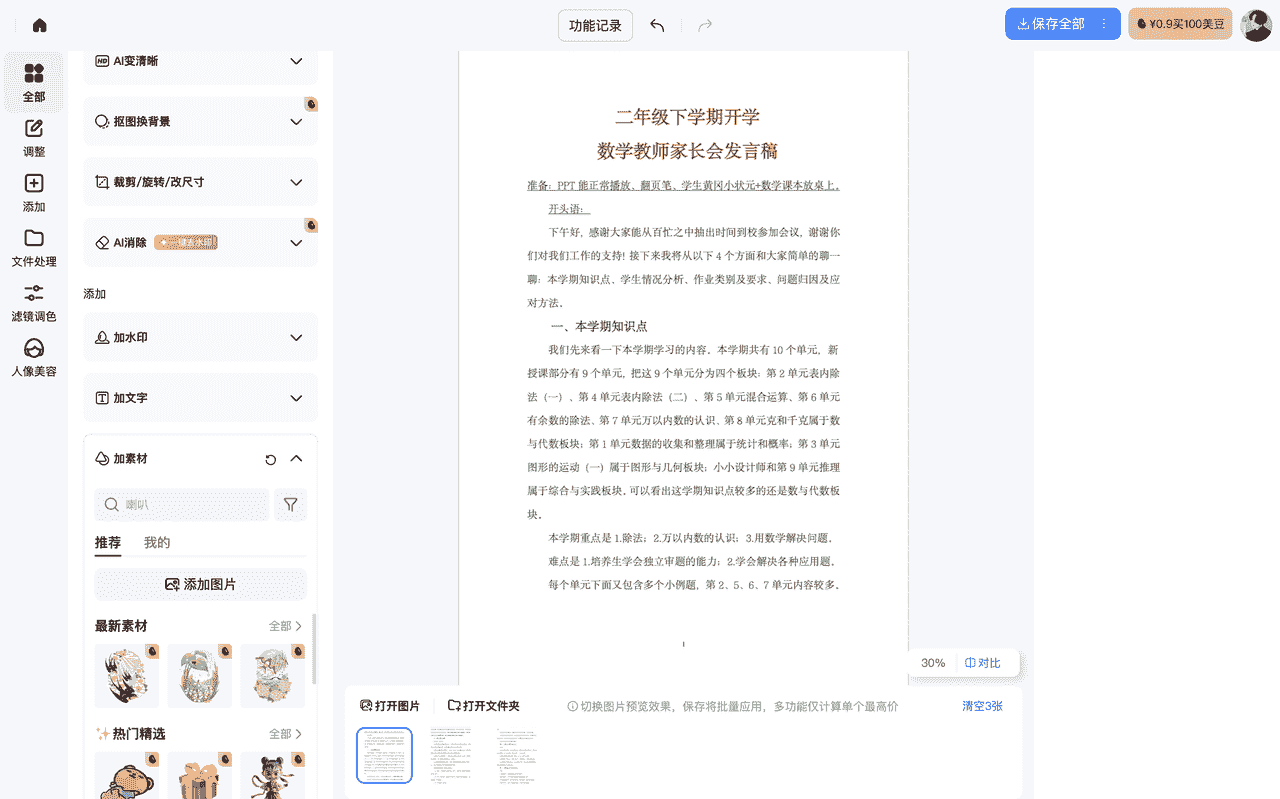 功能记录
保存全部
¥0.9买100美豆
全部
调整
添加
文件处理
滤镜调色
人像美容
AI变清晰
抠图换背景
裁剪/旋转/改尺寸
AI消除
添加
加水印
加文字
加素材
喇叭
推荐 我的
添加图片
最新素材 全部
热门精选 全部
二年级下学期开学
数学教师家长会发言稿
准备：PPT 能正常播放、翻页笔、学生黄冈小状元+数学课本放桌上。
开头语：
下午好，感谢大家能从百忙之中抽出时间到校参加会议，谢谢你
们对我们工作的支持! 接下来我将从以下 4 个方面和大家简单的聊一
聊：本学期知识点、学生情况分析、作业类别及要求、问题归因及应
对方法。
一、本学期知识点
我们先来看一下本学期学习的内容。本学期共有 10 个单元，新
授课部分有 9 个单元，把这 9 个单元分为四个板块：第 2 单元表内除
法（一）、第 4 单元表内除法（二）、第 5 单元混合运算、第 6 单元
有余数的除法、第 7 单元万以内数的认识、第 8 单元克和千克属于数
与代数板块；第 1 单元数据的收集和整理属于统计和概率；第 3 单元
图形的运动（一）属于图形与几何板块；小小设计师和第 9 单元推理
属于综合与实践板块。可以看出这学期知识点较多的还是数与代数板
块。
本学期重点是 1.除法；2.万以内数的认识；3.用数学解决问题。
难点是 1.培养生学会独立审题的能力；2.学会解决各种应用题。
每个单元下面又包含多个小例题，第 2、5、6、7 单元内容较多。
1
30% 对比
打开图片 打开文件夹 切换图片预览效果，保存将批量应用，多功能仅计算单个最高价 清空3张